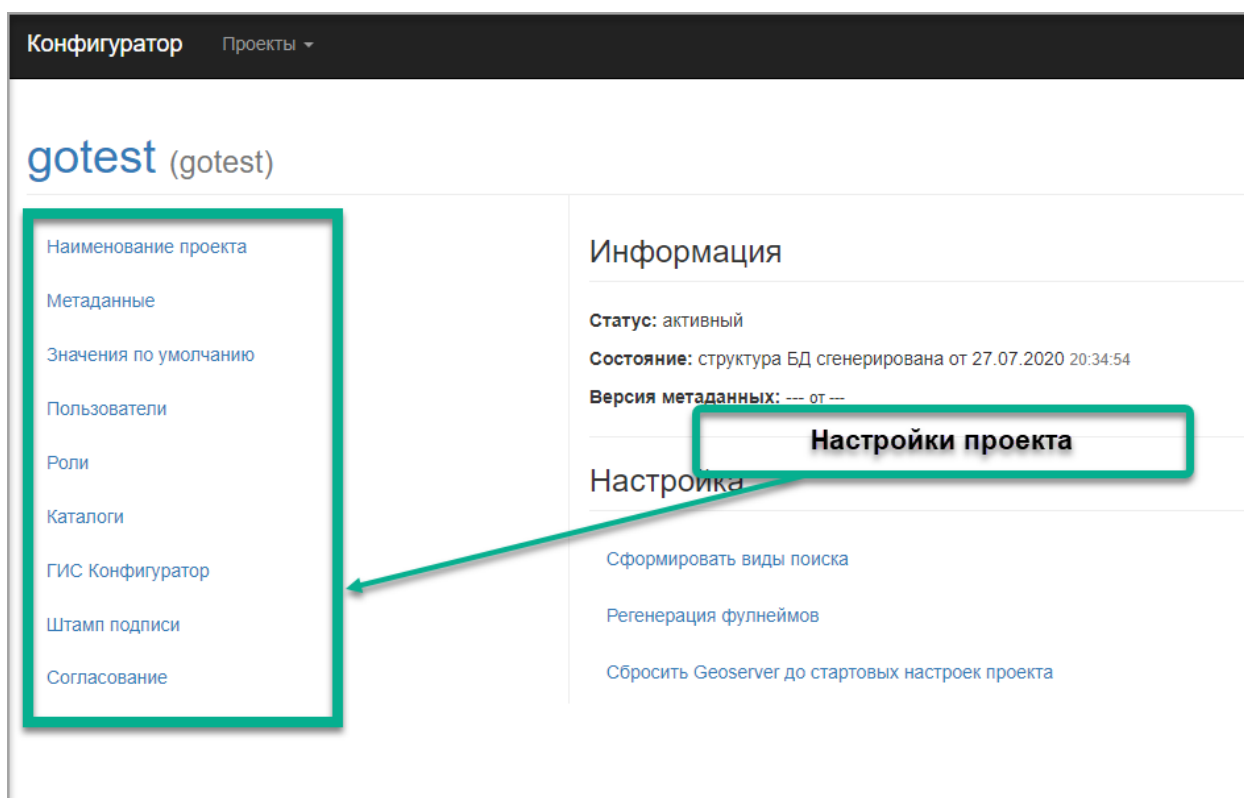 Конфигуратор Проекты
gotest (gotest)
Наименование проекта
Метаданные
Значения по умолчанию
Пользователи
Роли
Каталоги
ГИС Конфигуратор
Штамп подписи
Согласование
Информация
Статус: активный
Состояние: структура БД сгенерирована от 27.07.2020 20:34:54
Версия метаданных: --- от ---
Настройки проекта
Настройка
Сформировать виды поиска
Регенерация фулнеймов
Сбросить Geoserver до стартовых настроек проекта